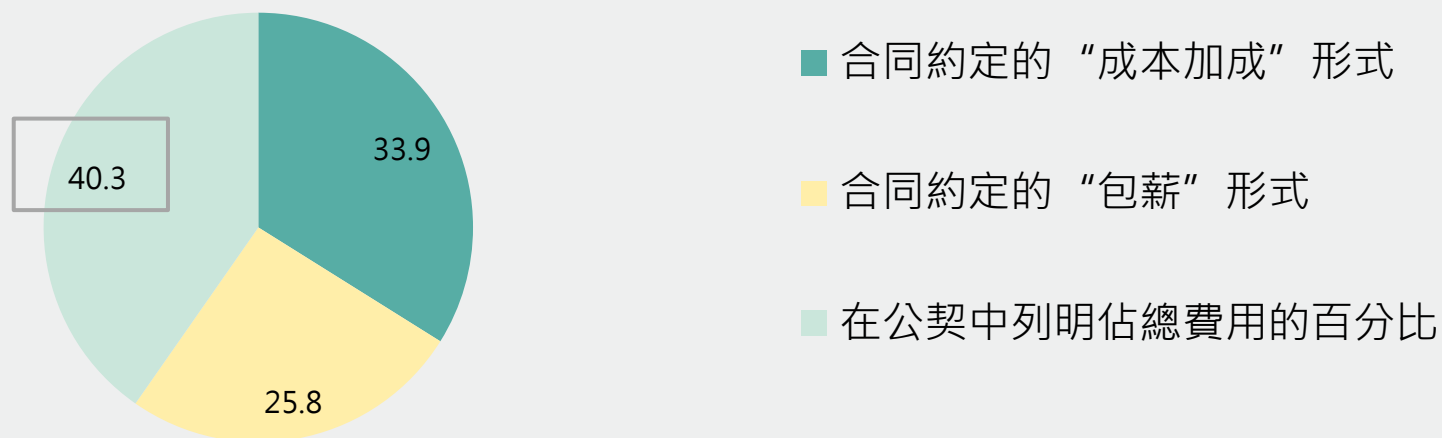 33.9
40.3
25.8
合同約定的“成本加成”形式
合同約定的“包薪”形式
在公契中列明佔總費用的百分比